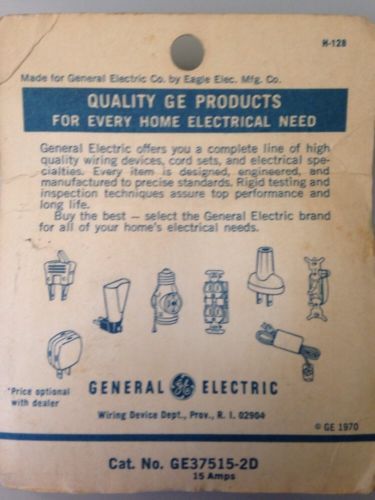 H-128
Made for General Electric Co. by Eagle Elec. Mfg. Co.
QUALITY GE PRODUCTS
FOR EVERY HOME ELECTRICAL NEED
General Electric offers you a complete line of high
quality wiring devices, cord sets, and electrical spe-
cialties. Every item is designed, engineered, and
manufactured to precise standards. Rigid testing and
inspection techniques assure top performance and
long life.
Buy the best — select the General Electric brand
for all of your home's electrical needs.
*Price optional
with dealer
GENERAL GE ELECTRIC
Wiring Device Dept., Prov., R. I. 02904
© GE 1970
Cat. No. GE37515-2D
15 Amps